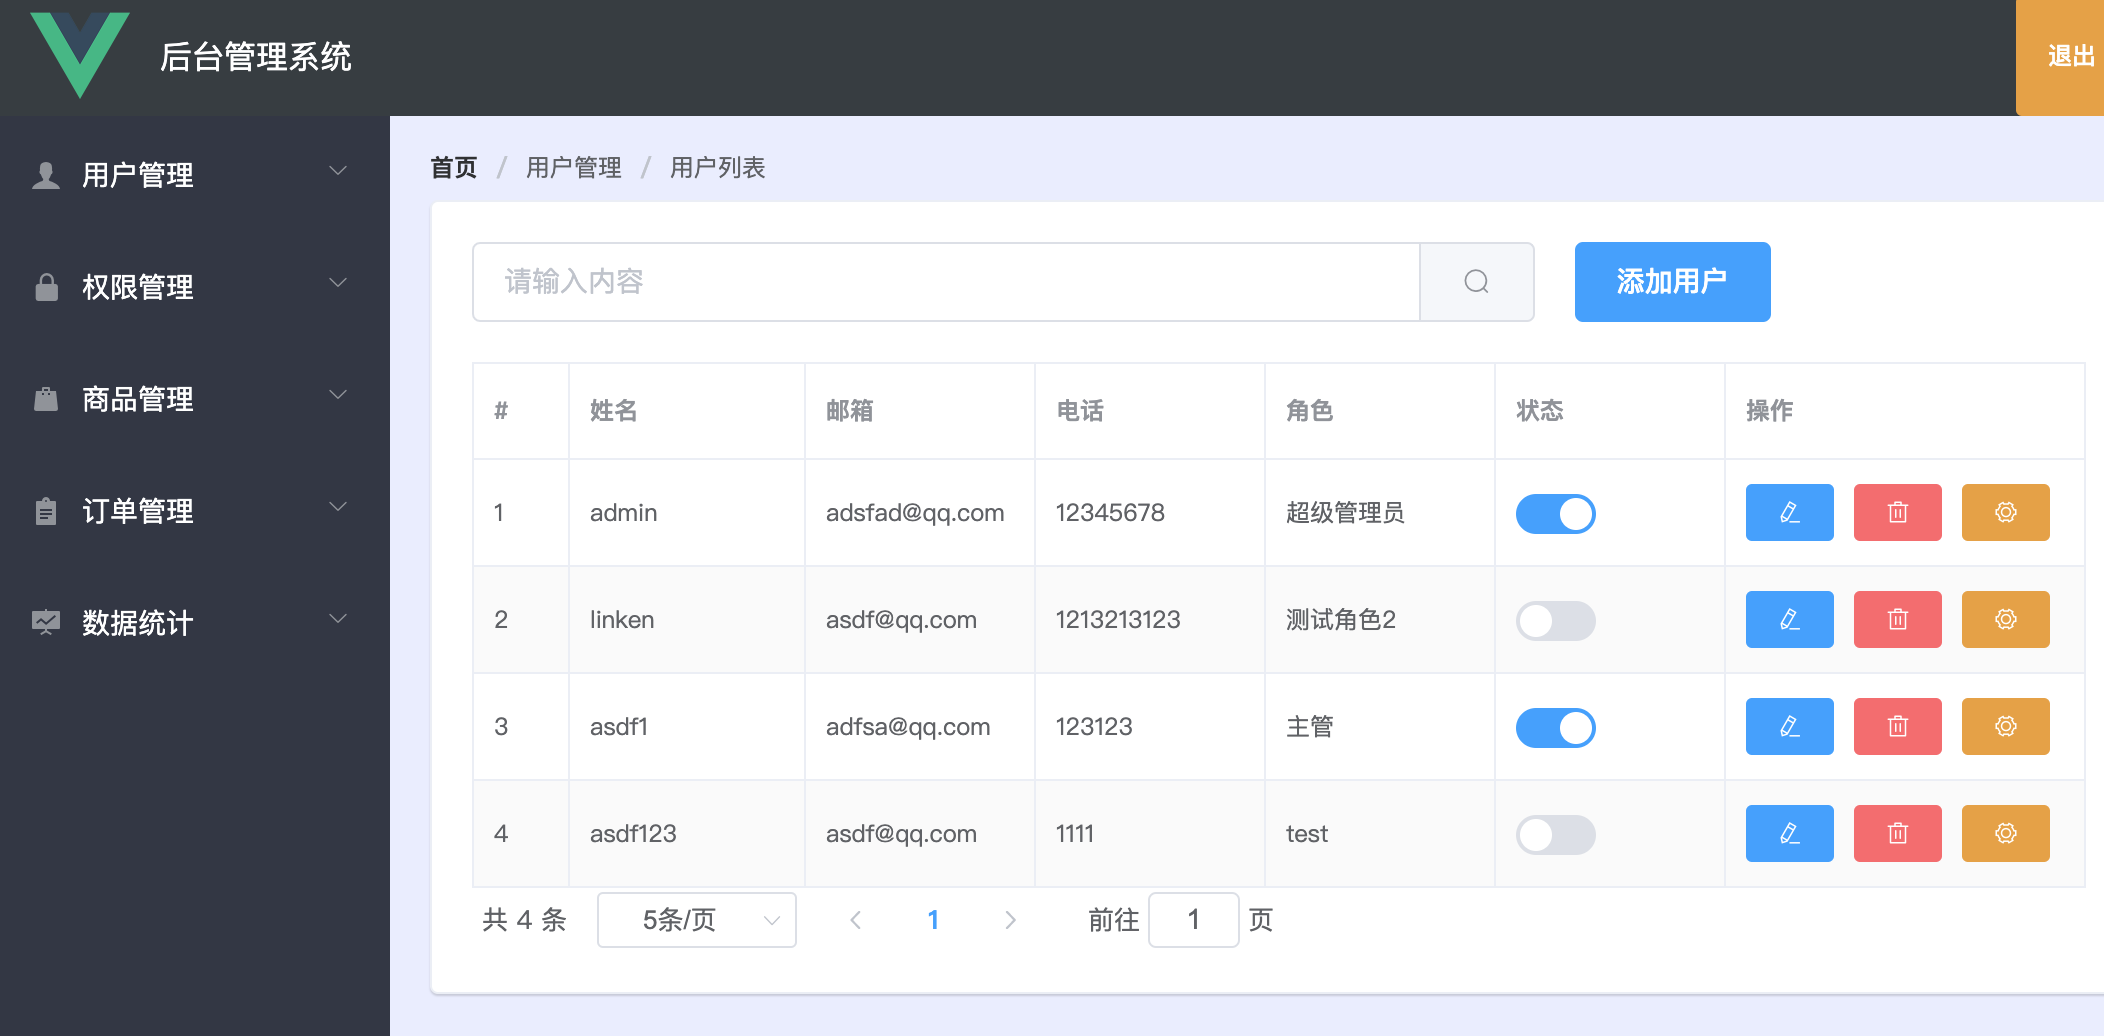 后台管理系统
退出
用户管理
权限管理
商品管理
订单管理
数据统计
首页 / 用户管理 / 用户列表
请输入内容
添加用户
# 姓名 邮箱 电话 角色 状态 操作
1 admin adsfad@qq.com 12345678 超级管理员
2 linken asdf@qq.com 1213213123 测试角色2
3 asdf1 adfsa@qq.com 123123 主管
4 asdf123 asdf@qq.com 1111 test
共 4 条 5条/页 1 前往 1 页